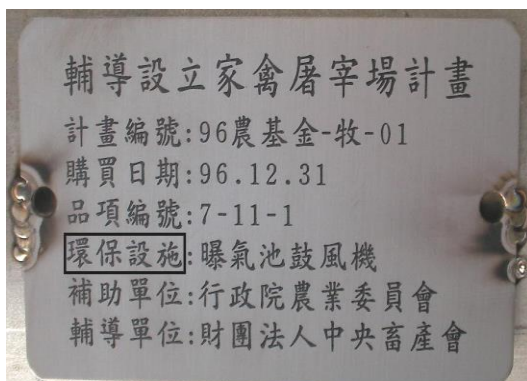 輔導設立家禽屠宰場計畫
計畫編號:96農基金-牧-01
購買日期:96.12.31
品項編號:7-11-1
環保設施:曝氣池鼓風機
補助單位:行政院農業委員會
輔導單位:財團法人中央畜產會